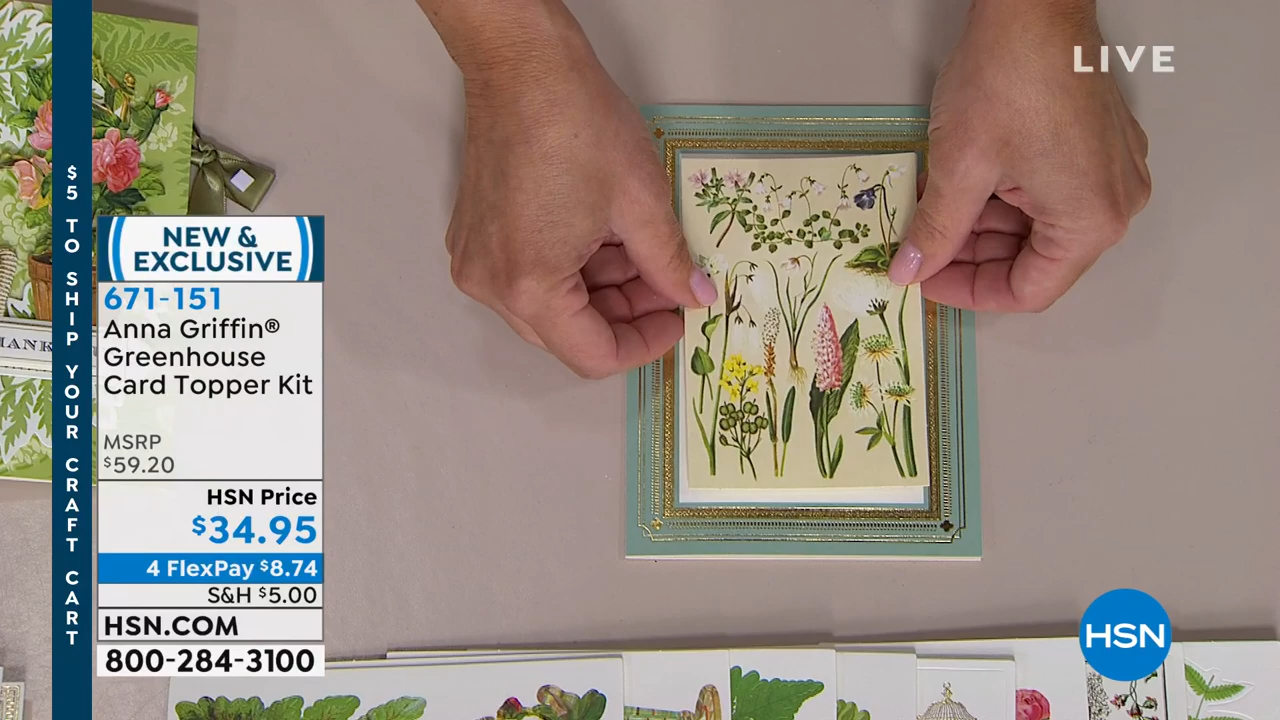 LIVE
$5 TO SHIP YOUR CRAFT CART
NEW &
EXCLUSIVE
671-151
Anna Griffin®
Greenhouse
Card Topper Kit
MSRP
$59.20
HSN Price
$34.95
4 FlexPay $8.74
S&H $5.00
HSN.COM
800-284-3100
HSN